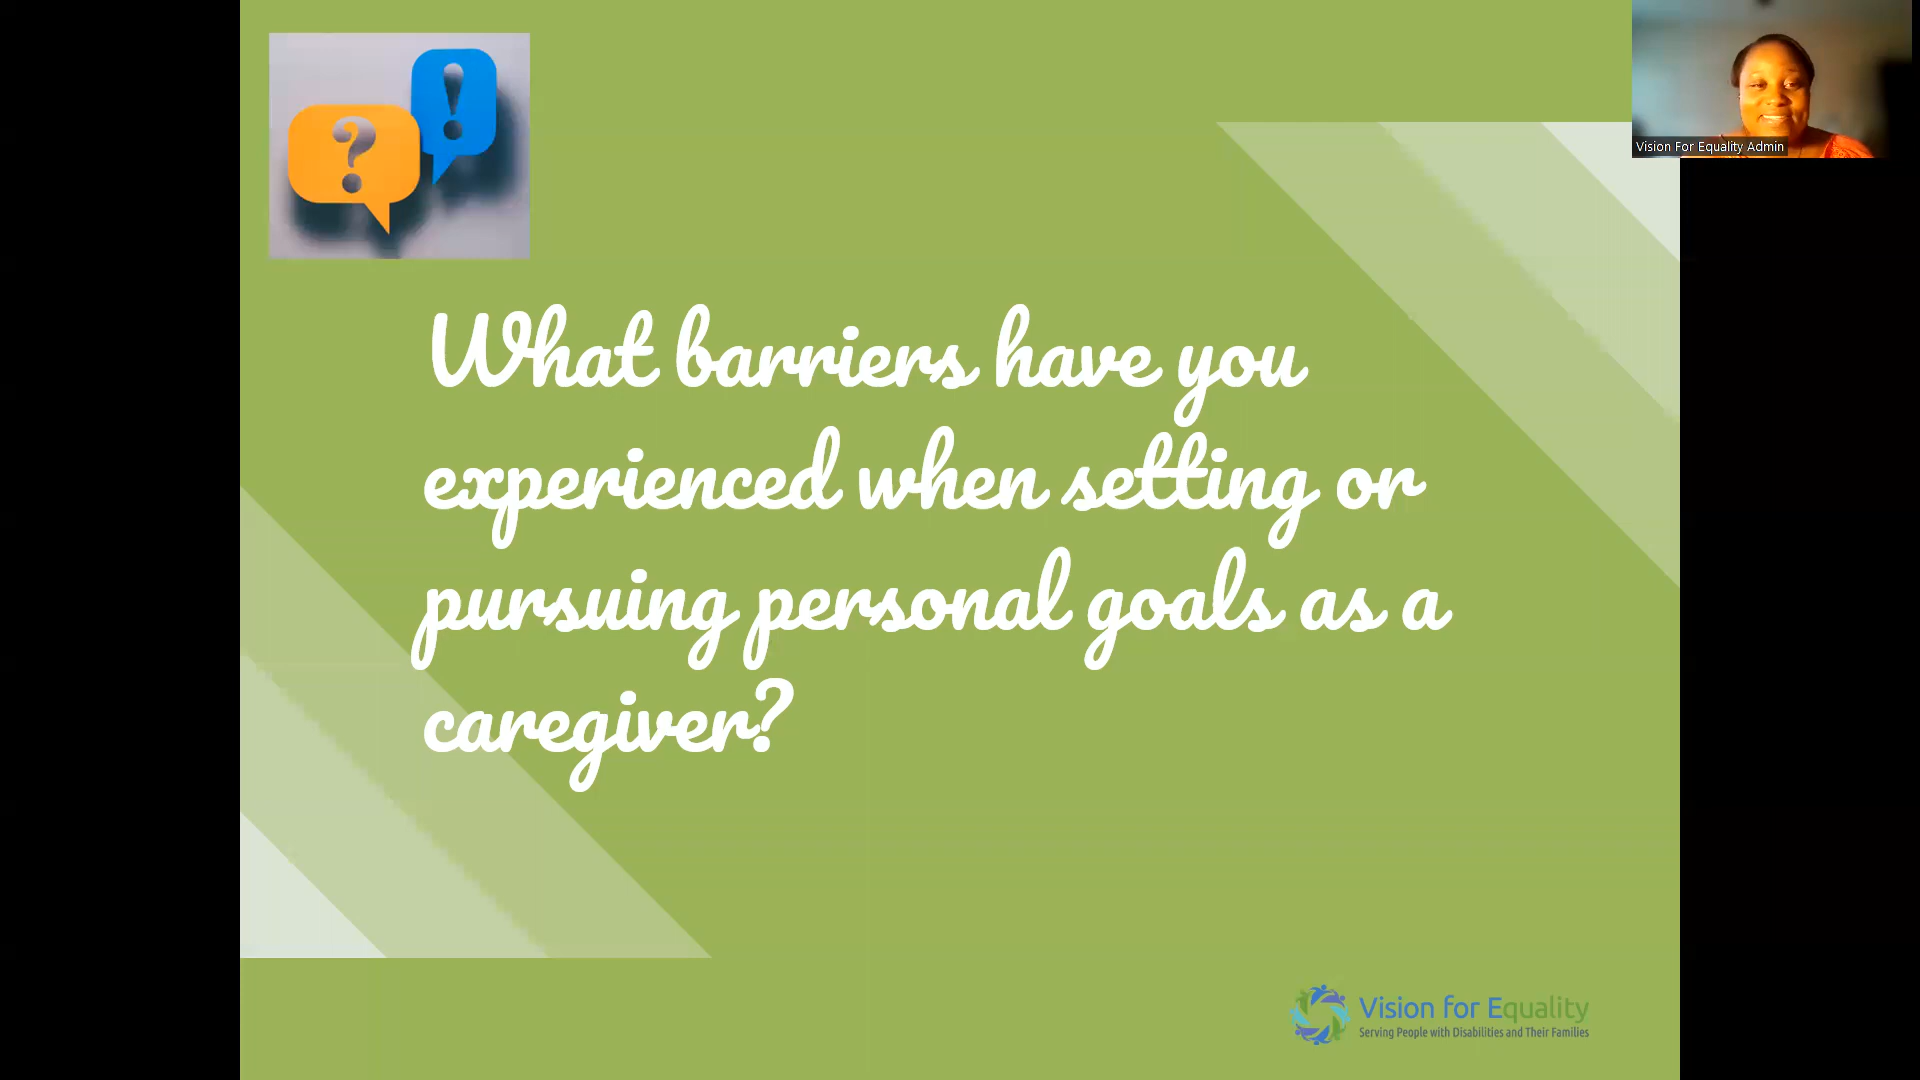 ?
!
Vision For Equality Admin
What barriers have you
experienced when setting or
pursuing personal goals as a
caregiver?
Vision for Equality
Serving People with Disabilities and Their Families